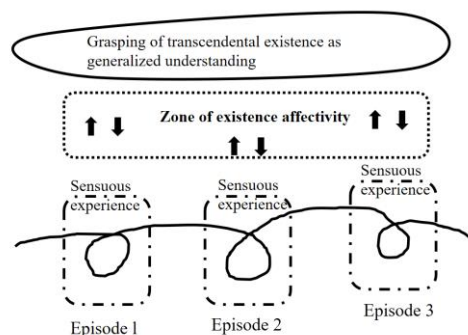 Grasping of transcendental existence as
generalized understanding
Zone of existence affectivity
Sensuous
experience
Sensuous
experience
Sensuous
experience
Episode 1
Episode 2
Episode 3